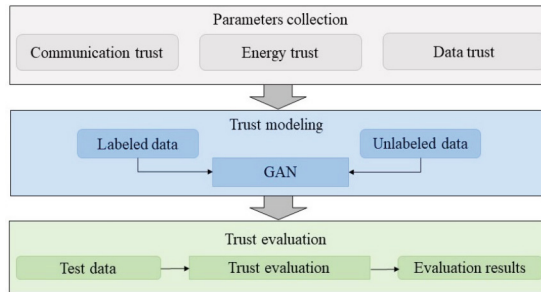 Parameters collection
Communication trust
Energy trust
Data trust
Trust modeling
Labeled data
Unlabeled data
GAN
Trust evaluation
Test data
Trust evaluation
Evaluation results